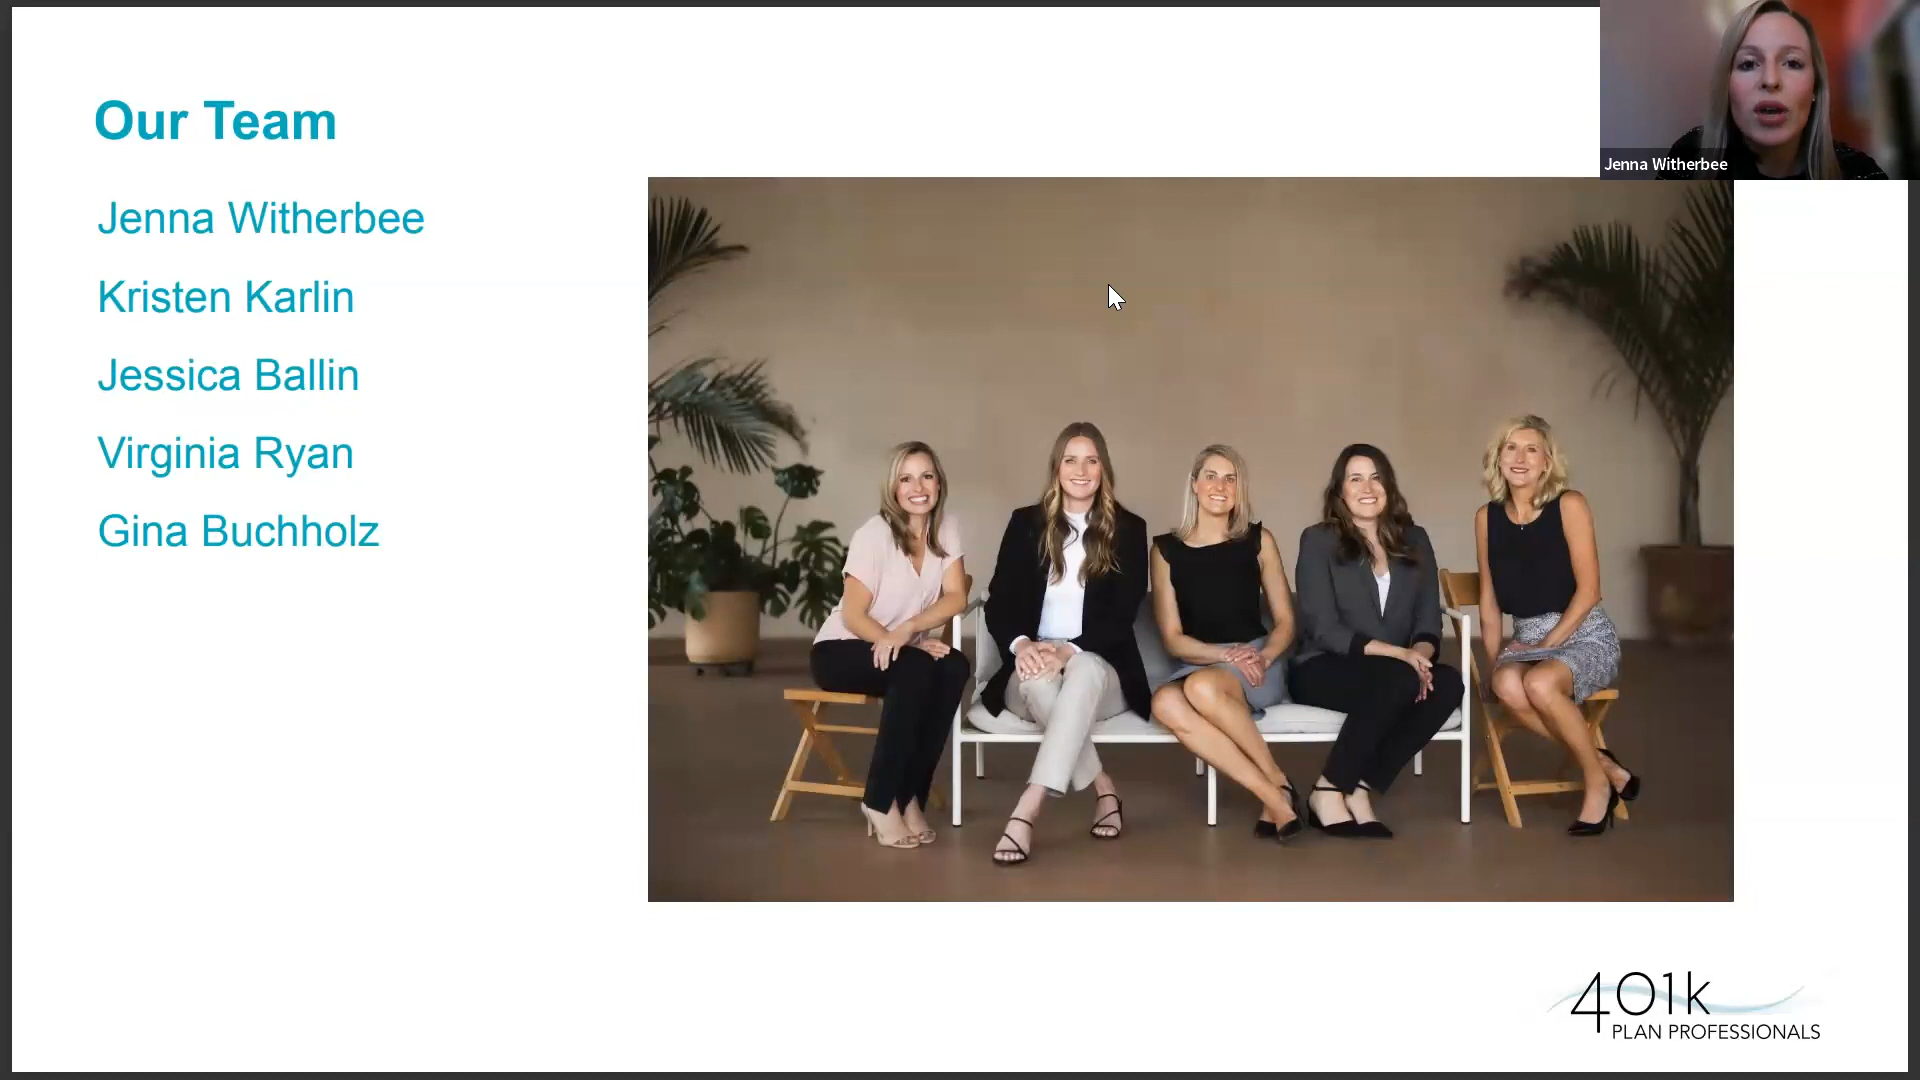 Our Team
Jenna Witherbee
Kristen Karlin
Jessica Ballin
Virginia Ryan
Gina Buchholz
Jenna Witherbee
401k
PLAN PROFESSIONALS